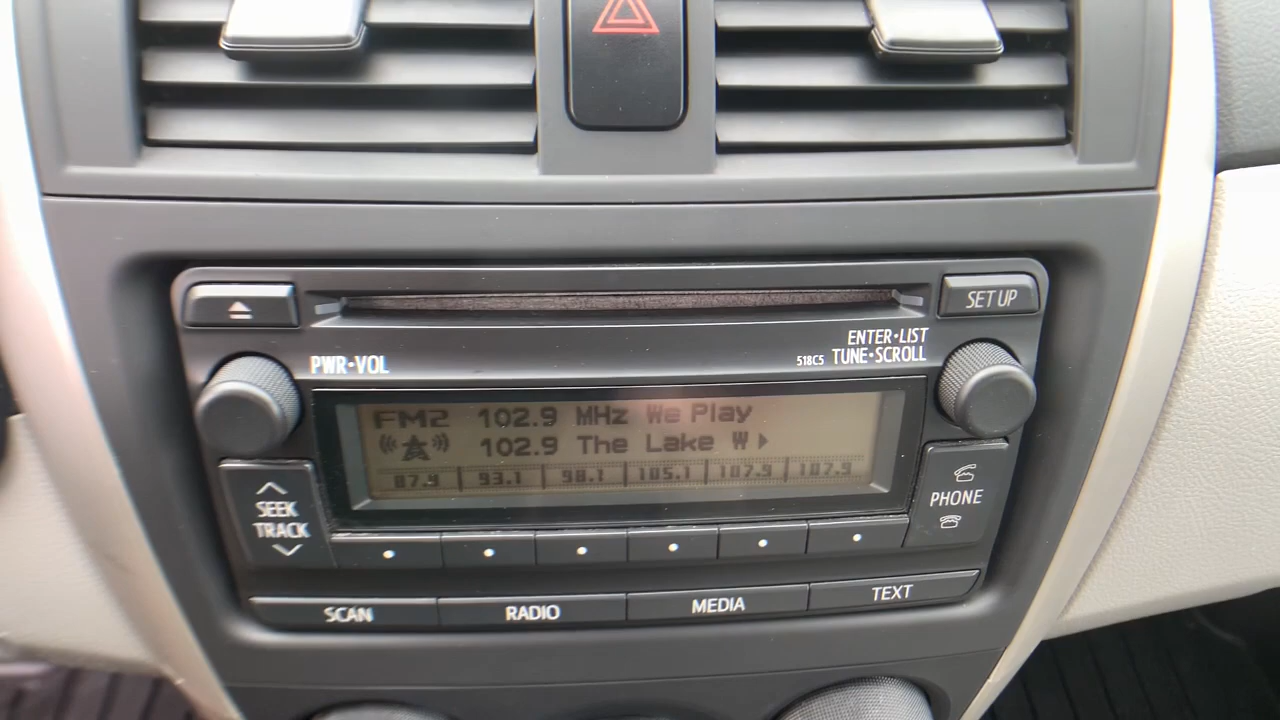 SET UP
ENTER•LIST
PWR•VOL
518C5 TUNE•SCROLL
FM2 102.9 MHz We Play
102.9 The Lake W
87.9 93.1 98.1 105.1 107.9 107.9
SEEK
TRACK
PHONE
SCAN RADIO MEDIA TEXT